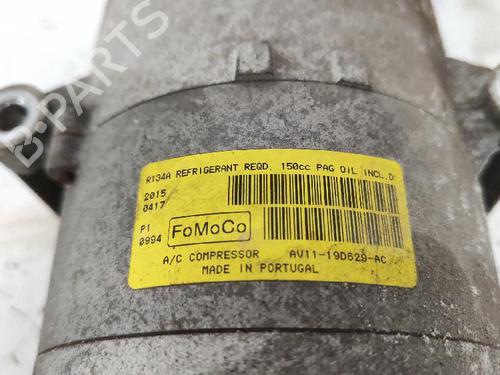 R134A REFRIGERANT REQD. 150cc PAG OIL INCL.D
2015
0417
P1
0994
FoMoCo
A/C COMPRESSOR AV11-19D629-AC
MADE IN PORTUGAL
B-PARTS